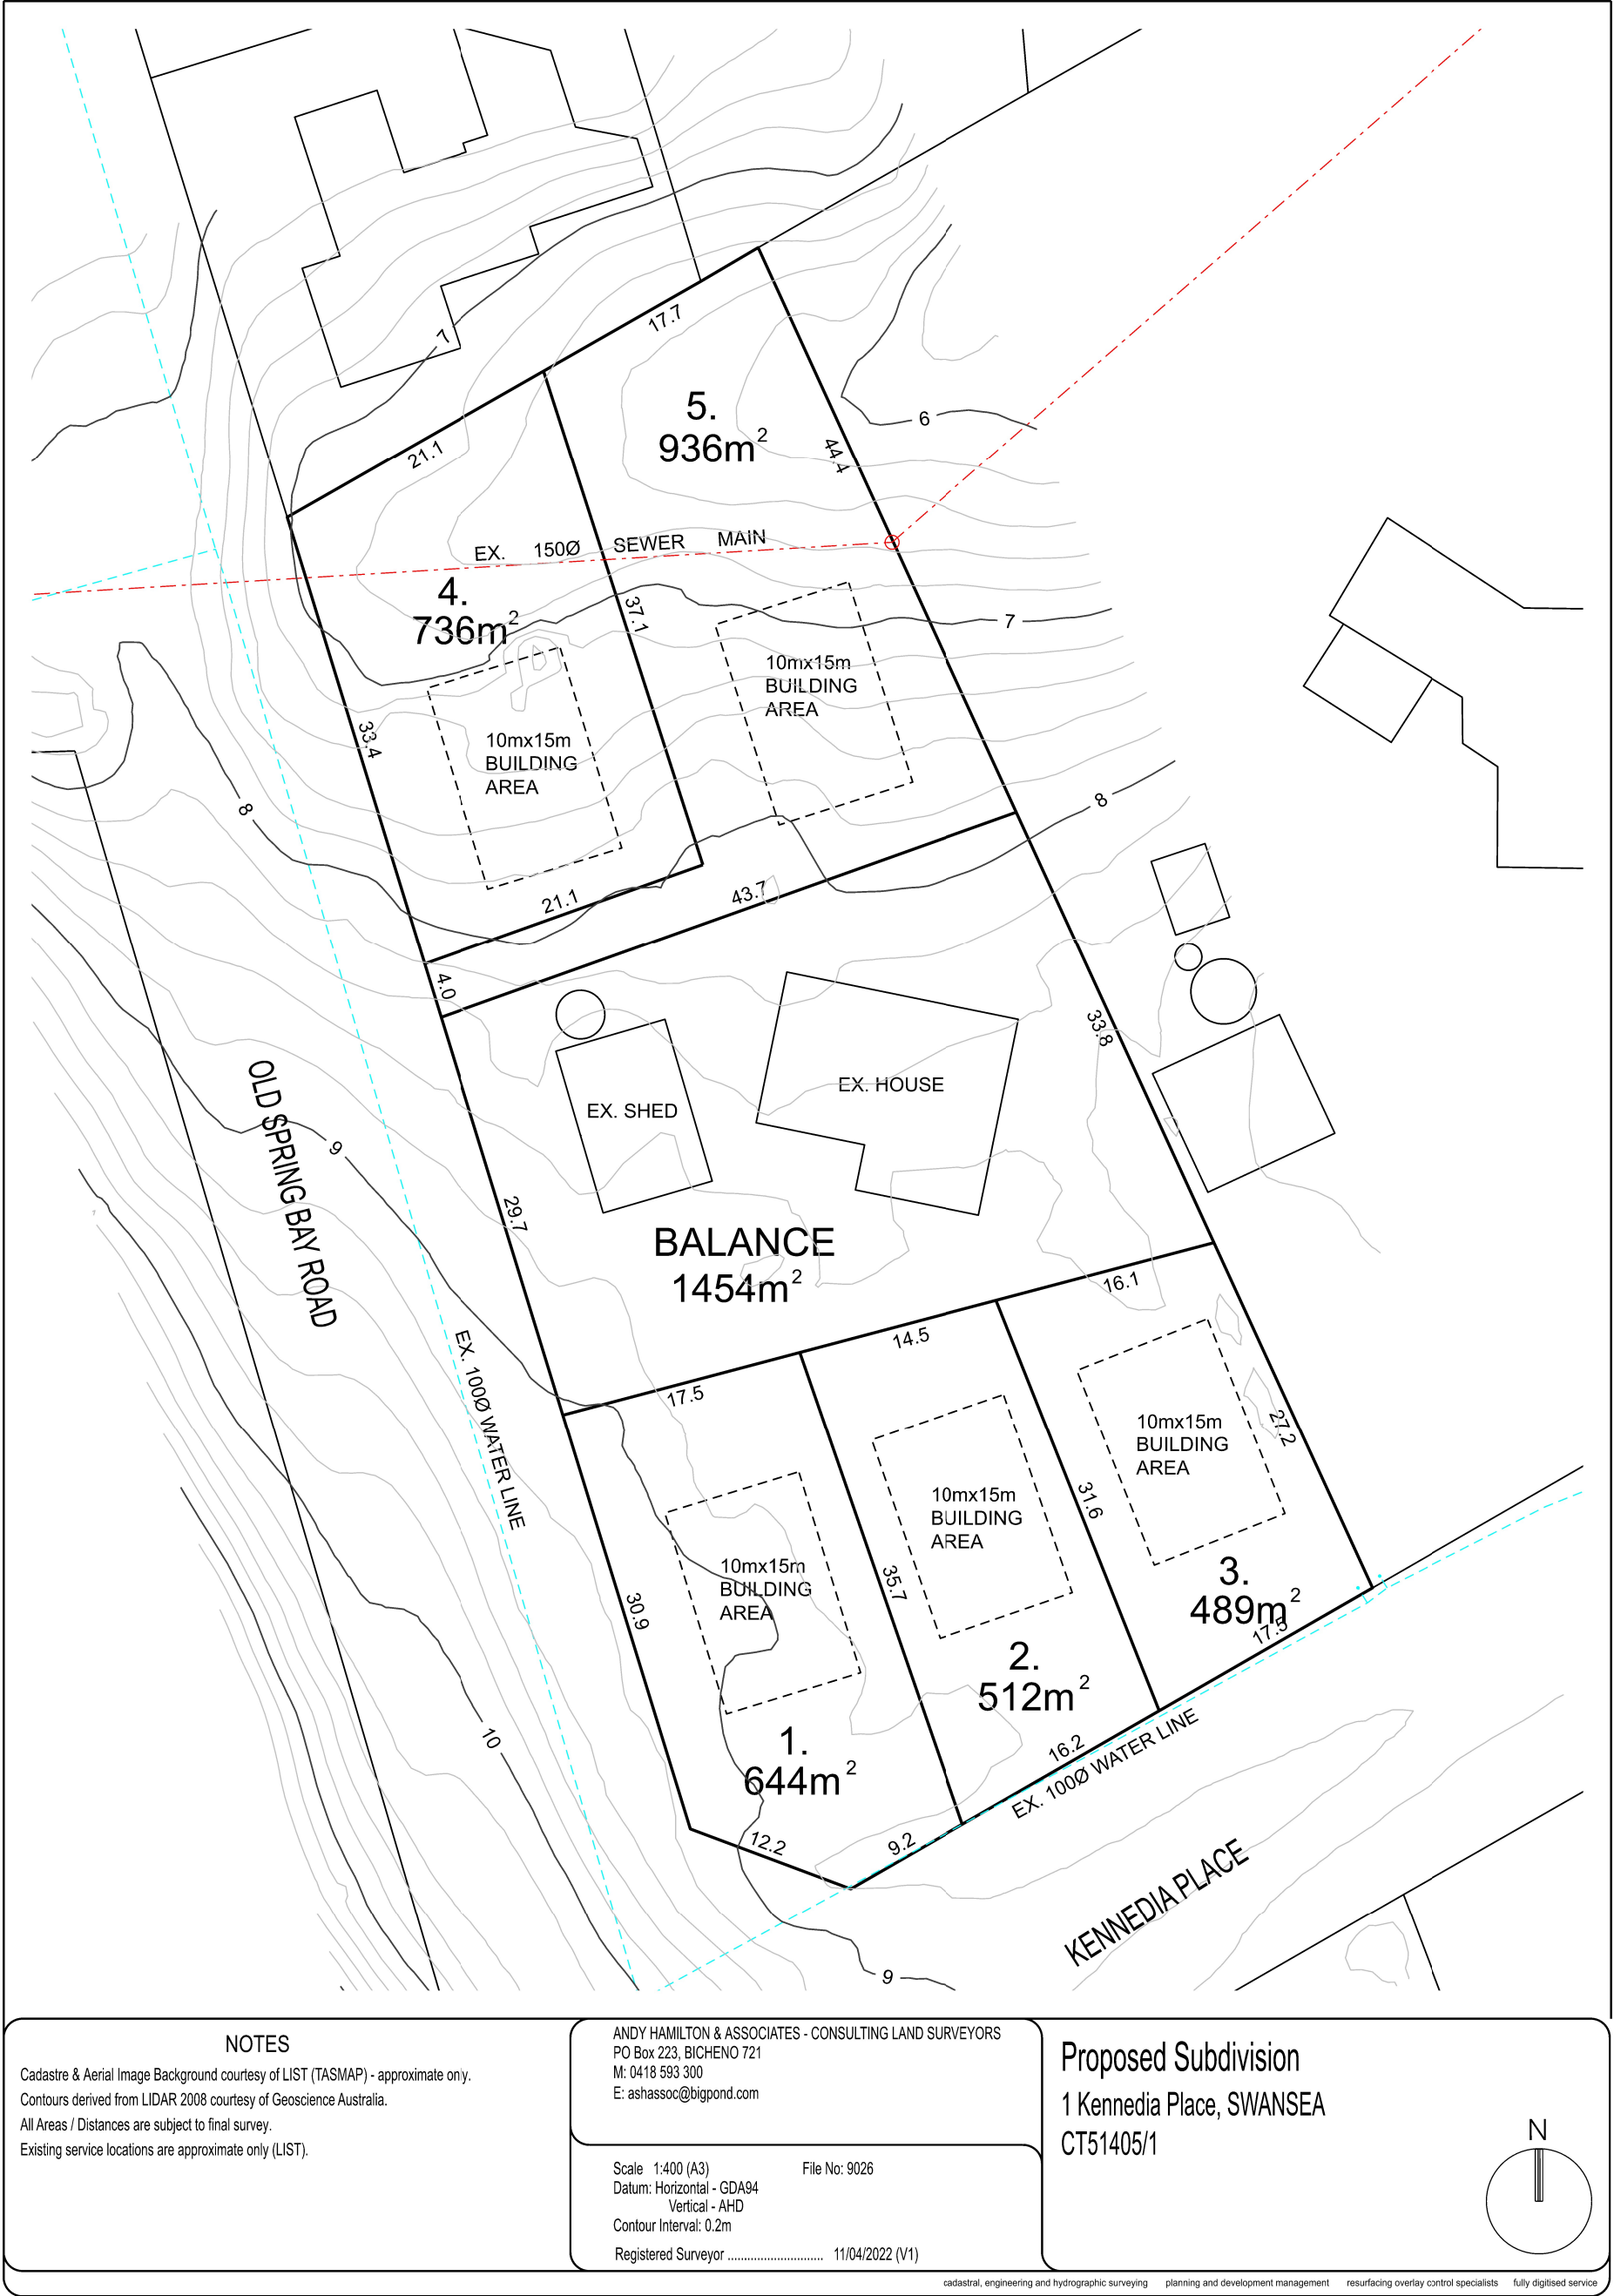 7
17.7
5.
936m2
6
44.4
21.1
EX. 150Ø SEWER MAIN
4.
736m2
37.1
7
10mx15m
BUILDING
AREA
33.4
10mx15m
BUILDING
AREA
8
8
21.1
43.7
4.0
33.8
EX. HOUSE
EX. SHED
OLD SPRING BAY ROAD
9
29.7
BALANCE
1454m2
16.1
14.5
17.5
EX. 100Ø WATER LINE
10mx15m
BUILDING
AREA
27.2
10mx15m
BUILDING
AREA
31.6
10mx15m
BUILDING
AREA
35.7
30.9
3.
489m2
17.5
2.
512m2
10
1.
644m2
16.2
EX. 100Ø WATER LINE
12.2
9.2
KENNEDIA PLACE
9
NOTES
Cadastre & Aerial Image Background courtesy of LIST (TASMAP) - approximate only.
Contours derived from LIDAR 2008 courtesy of Geoscience Australia.
All Areas / Distances are subject to final survey.
Existing service locations are approximate only (LIST).
ANDY HAMILTON & ASSOCIATES - CONSULTING LAND SURVEYORS
PO Box 223, BICHENO 721
M: 0418 593 300
E: ashassoc@bigpond.com
Scale 1:400 (A3) File No: 9026
Datum: Horizontal - GDA94
Vertical - AHD
Contour Interval: 0.2m
Registered Surveyor ............................. 11/04/2022 (V1)
Proposed Subdivision
1 Kennedia Place, SWANSEA
CT51405/1
N
cadastral, engineering and hydrographic surveying planning and development management resurfacing overlay control specialists fully digitised service